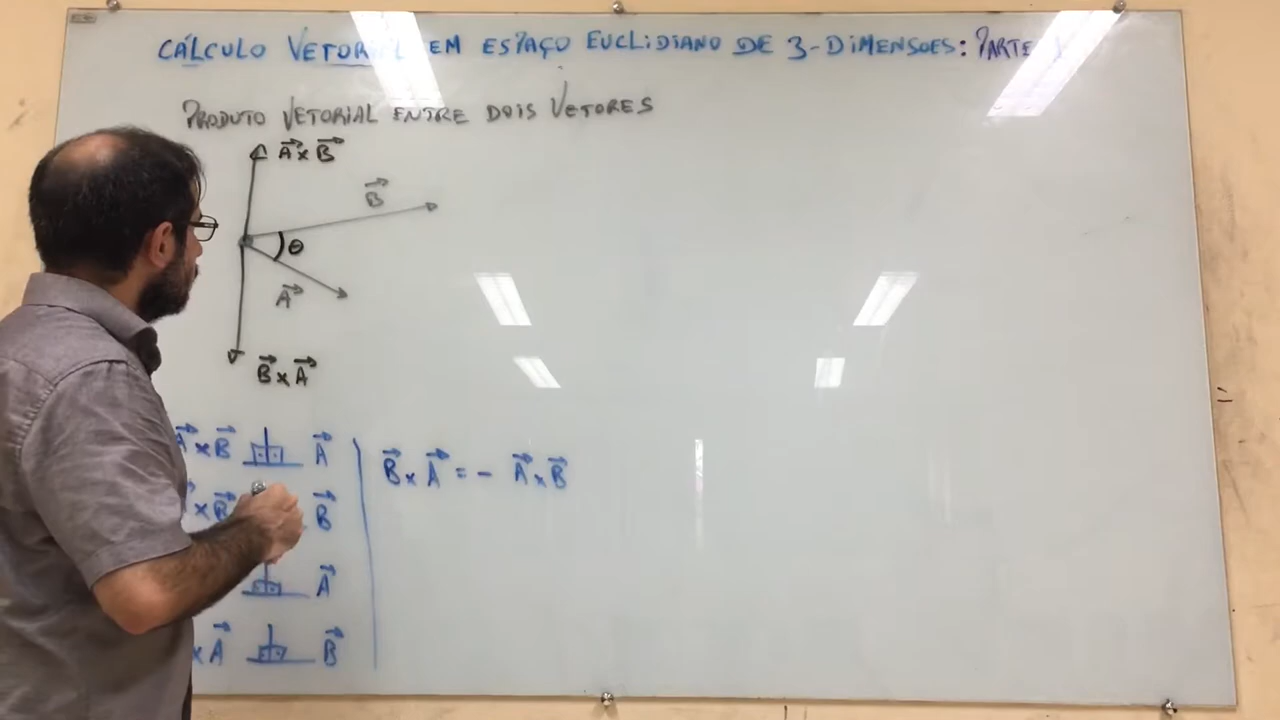 CÁLCULO VETORIAL EM ESPAÇO EUCLIDIANO DE 3-DIMENSOES: PARTE
PRODUTO VETORIAL ENTRE DOIS VETORES
A⃗ x B⃗
B⃗
θ
A⃗
B⃗ x A⃗
A⃗ x B⃗ ⊥ A⃗
B⃗ x A⃗ = - A⃗ x B⃗
x B⃗ B⃗
A⃗
x A⃗ ⊥ B⃗